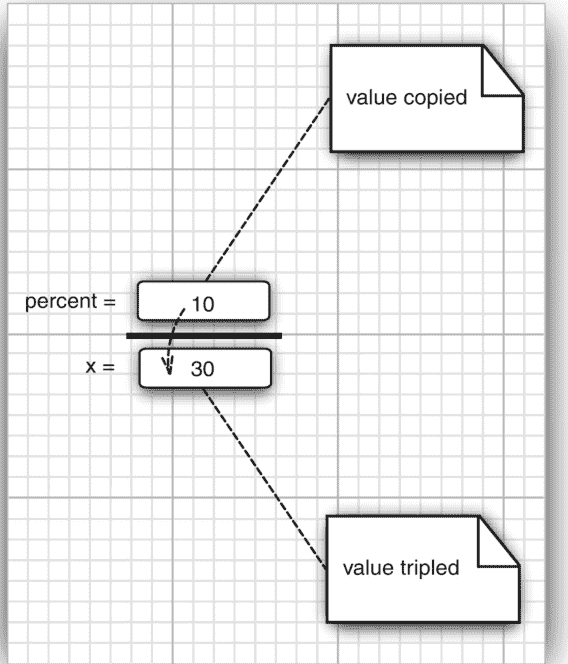 value copied
percent = 10
x = 30
value tripled